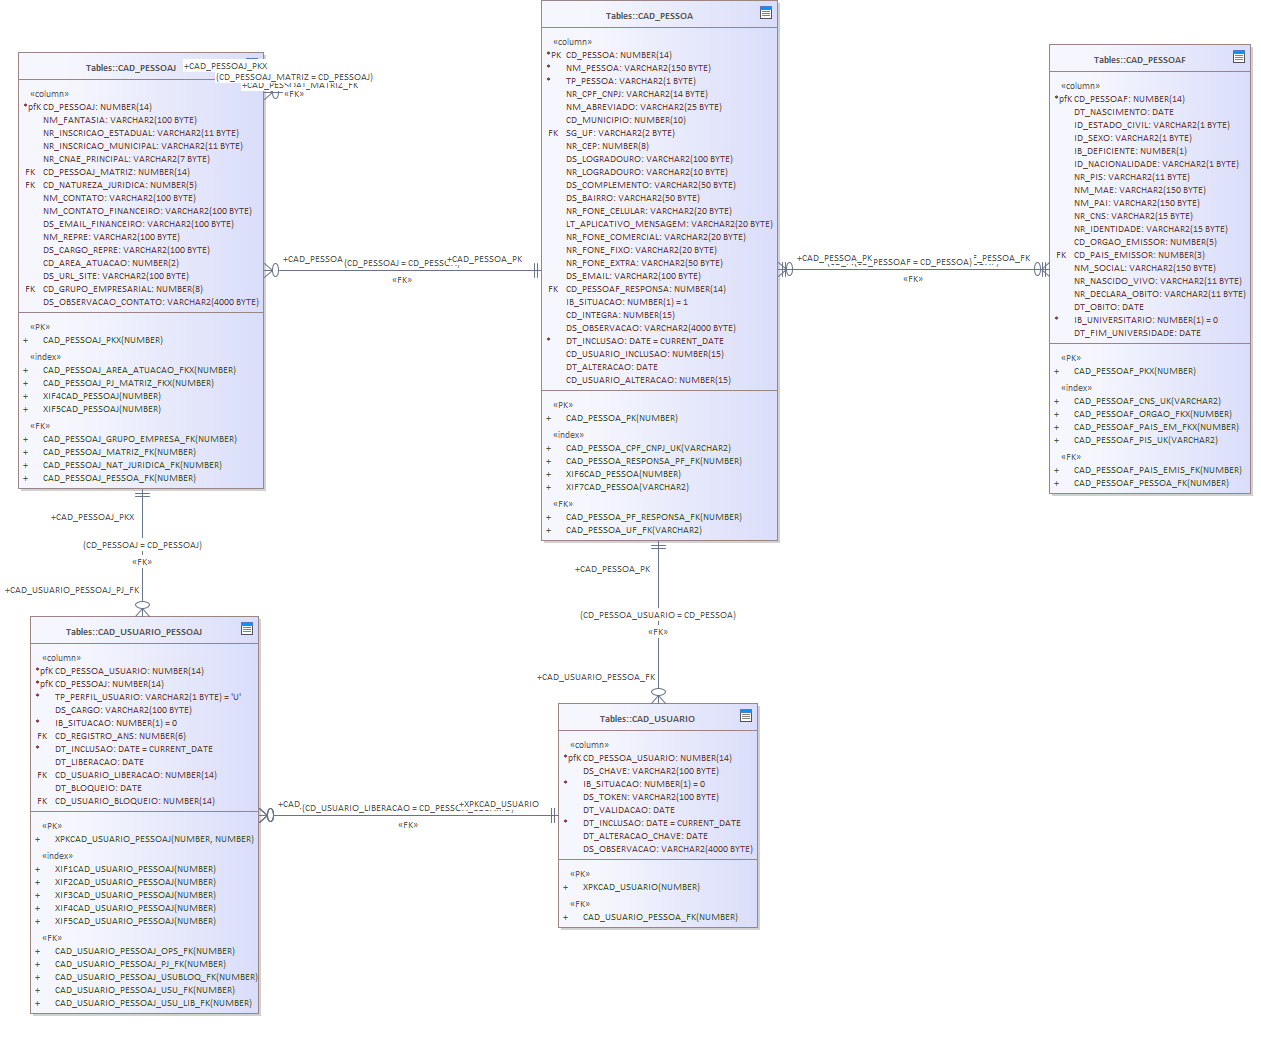 Tables::CAD_PESSOAJ
«column»
*pfK CD_PESSOAJ: NUMBER(14)
NM_FANTASIA: VARCHAR2(100 BYTE)
NR_INSCRICAO_ESTADUAL: VARCHAR2(11 BYTE)
NR_INSCRICAO_MUNICIPAL: VARCHAR2(11 BYTE)
NR_CNAE_PRINCIPAL: VARCHAR2(7 BYTE)
FK CD_PESSOAJ_MATRIZ: NUMBER(14)
FK CD_NATUREZA_JURIDICA: NUMBER(5)
NM_CONTATO: VARCHAR2(100 BYTE)
NM_CONTATO_FINANCEIRO: VARCHAR2(100 BYTE)
DS_EMAIL_FINANCEIRO: VARCHAR2(100 BYTE)
NM_REPRE: VARCHAR2(100 BYTE)
DS_CARGO_REPRE: VARCHAR2(100 BYTE)
CD_AREA_ATUACAO: NUMBER(2)
DS_URL_SITE: VARCHAR2(100 BYTE)
FK CD_GRUPO_EMPRESARIAL: NUMBER(8)
DS_OBSERVACAO_CONTATO: VARCHAR2(4000 BYTE)
«PK»
+ CAD_PESSOAJ_PKX(NUMBER)
«index»
+ CAD_PESSOAJ_AREA_ATUACAO_FKX(NUMBER)
+ CAD_PESSOAJ_PJ_MATRIZ_FKX(NUMBER)
+ XIF4CAD_PESSOAJ(NUMBER)
+ XIF5CAD_PESSOAJ(NUMBER)
«FK»
+ CAD_PESSOAJ_GRUPO_EMPRESA_FK(NUMBER)
+ CAD_PESSOAJ_MATRIZ_FK(NUMBER)
+ CAD_PESSOAJ_NAT_JURIDICA_FK(NUMBER)
+ CAD_PESSOAJ_PESSOA_FK(NUMBER)
+CAD_PESSOAJ_PKX
(CD_PESSOAJ_MATRIZ = CD_PESSOAJ)
+CAD_PESSOAJ_MATRIZ_FK
«FK»
Tables::CAD_PESSOA
«column»
*PK CD_PESSOA: NUMBER(14)
* NM_PESSOA: VARCHAR2(150 BYTE)
* TP_PESSOA: VARCHAR2(1 BYTE)
NR_CPF_CNPJ: VARCHAR2(14 BYTE)
NM_ABREVIADO: VARCHAR2(25 BYTE)
CD_MUNICIPIO: NUMBER(10)
FK SG_UF: VARCHAR2(2 BYTE)
NR_CEP: NUMBER(8)
DS_LOGRADOURO: VARCHAR2(100 BYTE)
NR_LOGRADOURO: VARCHAR2(10 BYTE)
DS_COMPLEMENTO: VARCHAR2(50 BYTE)
DS_BAIRRO: VARCHAR2(50 BYTE)
NR_FONE_CELULAR: VARCHAR2(20 BYTE)
LT_APLICATIVO_MENSAGEM: VARCHAR2(20 BYTE)
NR_FONE_COMERCIAL: VARCHAR2(20 BYTE)
NR_FONE_FIXO: VARCHAR2(20 BYTE)
NR_FONE_EXTRA: VARCHAR2(50 BYTE)
DS_EMAIL: VARCHAR2(100 BYTE)
FK CD_PESSOAF_RESPONSA: NUMBER(14)
IB_SITUACAO: NUMBER(1) = 1
CD_INTEGRA: NUMBER(15)
DS_OBSERVACAO: VARCHAR2(4000 BYTE)
* DT_INCLUSAO: DATE = CURRENT_DATE
CD_USUARIO_INCLUSAO: NUMBER(15)
DT_ALTERACAO: DATE
CD_USUARIO_ALTERACAO: NUMBER(15)
«PK»
+ CAD_PESSOA_PK(NUMBER)
«index»
+ CAD_PESSOA_CPF_CNPJ_UK(VARCHAR2)
+ CAD_PESSOA_RESPONSA_PF_FK(NUMBER)
+ XIF6CAD_PESSOA(NUMBER)
+ XIF7CAD_PESSOA(VARCHAR2)
«FK»
+ CAD_PESSOA_PF_RESPONSA_FK(NUMBER)
+ CAD_PESSOA_UF_FK(VARCHAR2)
Tables::CAD_PESSOAF
«column»
*pfK CD_PESSOAF: NUMBER(14)
DT_NASCIMENTO: DATE
ID_ESTADO_CIVIL: VARCHAR2(1 BYTE)
ID_SEXO: VARCHAR2(1 BYTE)
IB_DEFICIENTE: NUMBER(1)
ID_NACIONALIDADE: VARCHAR2(1 BYTE)
NR_PIS: VARCHAR2(11 BYTE)
NM_MAE: VARCHAR2(150 BYTE)
NM_PAI: VARCHAR2(150 BYTE)
NR_CNS: VARCHAR2(15 BYTE)
NR_IDENTIDADE: VARCHAR2(15 BYTE)
CD_ORGAO_EMISSOR: NUMBER(5)
FK CD_PAIS_EMISSOR: NUMBER(3)
NM_SOCIAL: VARCHAR2(150 BYTE)
NR_NASCIDO_VIVO: VARCHAR2(11 BYTE)
NR_DECLARA_OBITO: VARCHAR2(11 BYTE)
DT_OBITO: DATE
* IB_UNIVERSITARIO: NUMBER(1) = 0
DT_FIM_UNIVERSIDADE: DATE
«PK»
+ CAD_PESSOAF_PKX(NUMBER)
«index»
+ CAD_PESSOAF_CNS_UK(VARCHAR2)
+ CAD_PESSOAF_ORGAO_FKX(NUMBER)
+ CAD_PESSOAF_PAIS_EM_FKX(NUMBER)
+ CAD_PESSOAF_PIS_UK(VARCHAR2)
«FK»
+ CAD_PESSOAF_PAIS_EMIS_FK(NUMBER)
+ CAD_PESSOAF_PESSOA_FK(NUMBER)
+CAD_PESSOA
(CD_PESSOAJ = CD_PESSOA)
+CAD_PESSOA_PK
«FK»
+CAD_PESSOA_PK
CD_PESSOAF = CD_PESSOA)
F_PESSOA_FK
«FK»
+CAD_PESSOAJ_PKX
(CD_PESSOAJ = CD_PESSOAJ)
«FK»
+CAD_USUARIO_PESSOAJ_PJ_FK
+CAD_PESSOA_PK
(CD_PESSOA_USUARIO = CD_PESSOA)
«FK»
+CAD_USUARIO_PESSOA_FK
Tables::CAD_USUARIO_PESSOAJ
«column»
*pfK CD_PESSOA_USUARIO: NUMBER(14)
*pfK CD_PESSOAJ: NUMBER(14)
* TP_PERFIL_USUARIO: VARCHAR2(1 BYTE) = 'U'
DS_CARGO: VARCHAR2(100 BYTE)
* IB_SITUACAO: NUMBER(1) = 0
FK CD_REGISTRO_ANS: NUMBER(6)
* DT_INCLUSAO: DATE = CURRENT_DATE
DT_LIBERACAO: DATE
FK CD_USUARIO_LIBERACAO: NUMBER(14)
DT_BLOQUEIO: DATE
FK CD_USUARIO_BLOQUEIO: NUMBER(14)
«PK»
+ XPKCAD_USUARIO_PESSOAJ(NUMBER, NUMBER)
«index»
+ XIF1CAD_USUARIO_PESSOAJ(NUMBER)
+ XIF2CAD_USUARIO_PESSOAJ(NUMBER)
+ XIF3CAD_USUARIO_PESSOAJ(NUMBER)
+ XIF4CAD_USUARIO_PESSOAJ(NUMBER)
+ XIF5CAD_USUARIO_PESSOAJ(NUMBER)
«FK»
+ CAD_USUARIO_PESSOAJ_OPS_FK(NUMBER)
+ CAD_USUARIO_PESSOAJ_PJ_FK(NUMBER)
+ CAD_USUARIO_PESSOAJ_USUBLOQ_FK(NUMBER)
+ CAD_USUARIO_PESSOAJ_USU_FK(NUMBER)
+ CAD_USUARIO_PESSOAJ_USU_LIB_FK(NUMBER)
+CAD
(CD_USUARIO_LIBERACAO = CD_PESSOA_USUARIO)
+XPKCAD_USUARIO
«FK»
Tables::CAD_USUARIO
«column»
*pfK CD_PESSOA_USUARIO: NUMBER(14)
DS_CHAVE: VARCHAR2(100 BYTE)
* IB_SITUACAO: NUMBER(1) = 0
DS_TOKEN: VARCHAR2(100 BYTE)
DT_VALIDACAO: DATE
* DT_INCLUSAO: DATE = CURRENT_DATE
DT_ALTERACAO_CHAVE: DATE
DS_OBSERVACAO: VARCHAR2(4000 BYTE)
«PK»
+ XPKCAD_USUARIO(NUMBER)
«FK»
+ CAD_USUARIO_PESSOA_FK(NUMBER)